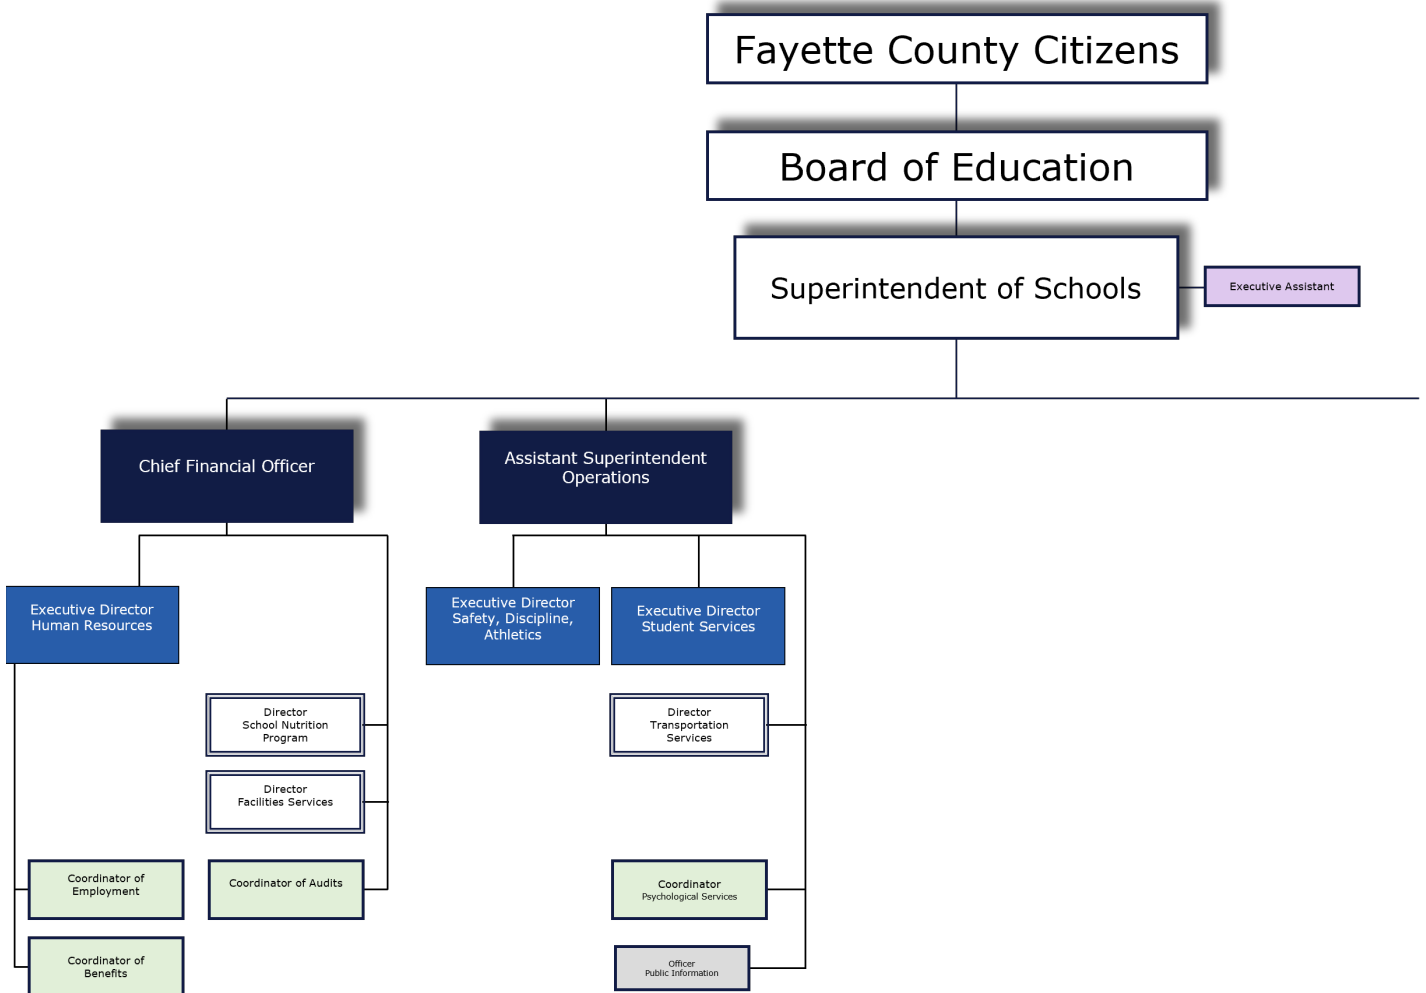 Fayette County Citizens
Board of Education
Superintendent of Schools
Executive Assistant
Chief Financial Officer
Assistant Superintendent
Operations
Executive Director
Human Resources
Executive Director
Safety, Discipline,
Athletics
Executive Director
Student Services
Director
School Nutrition
Program
Director
Transportation
Services
Director
Facilities Services
Coordinator of
Employment
Coordinator of Audits
Coordinator
Psychological Services
Coordinator of
Benefits
Officer
Public Information